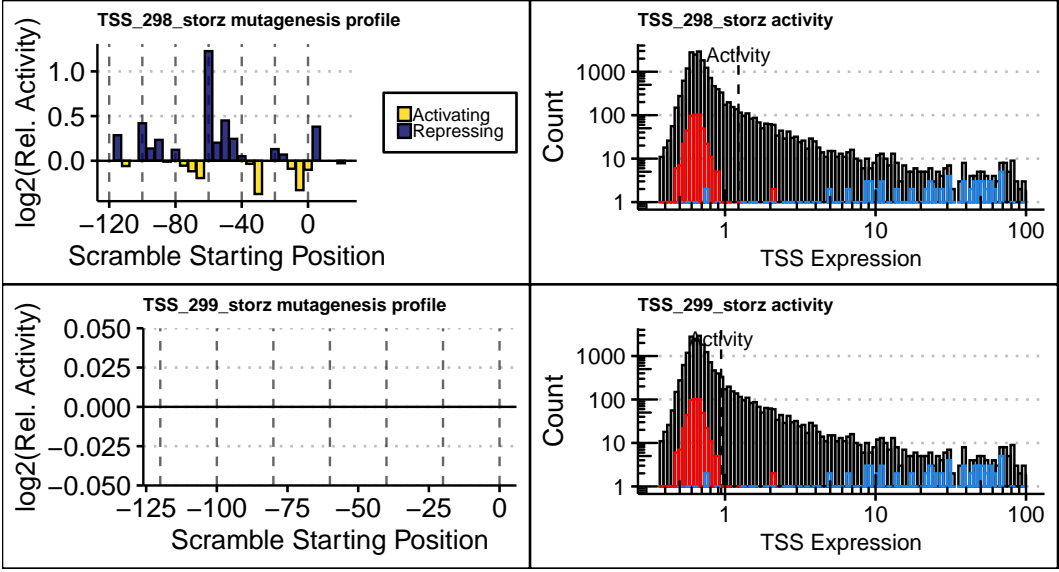 TSS_298_storz mutagenesis profile
log2(Rel. Activity)
1.0
0.5
0.0
−120 −80 −40 0
Scramble Starting Position
Activating
Repressing
TSS_298_storz activity
Activity
Count
1000
100
10
1
1 10 100
TSS Expression
TSS_299_storz mutagenesis profile
log2(Rel. Activity)
0.050
0.025
0.000
−0.025
−0.050
−125 −100 −75 −50 −25 0
Scramble Starting Position
TSS_299_storz activity
Activity
Count
1000
100
10
1
1 10 100
TSS Expression